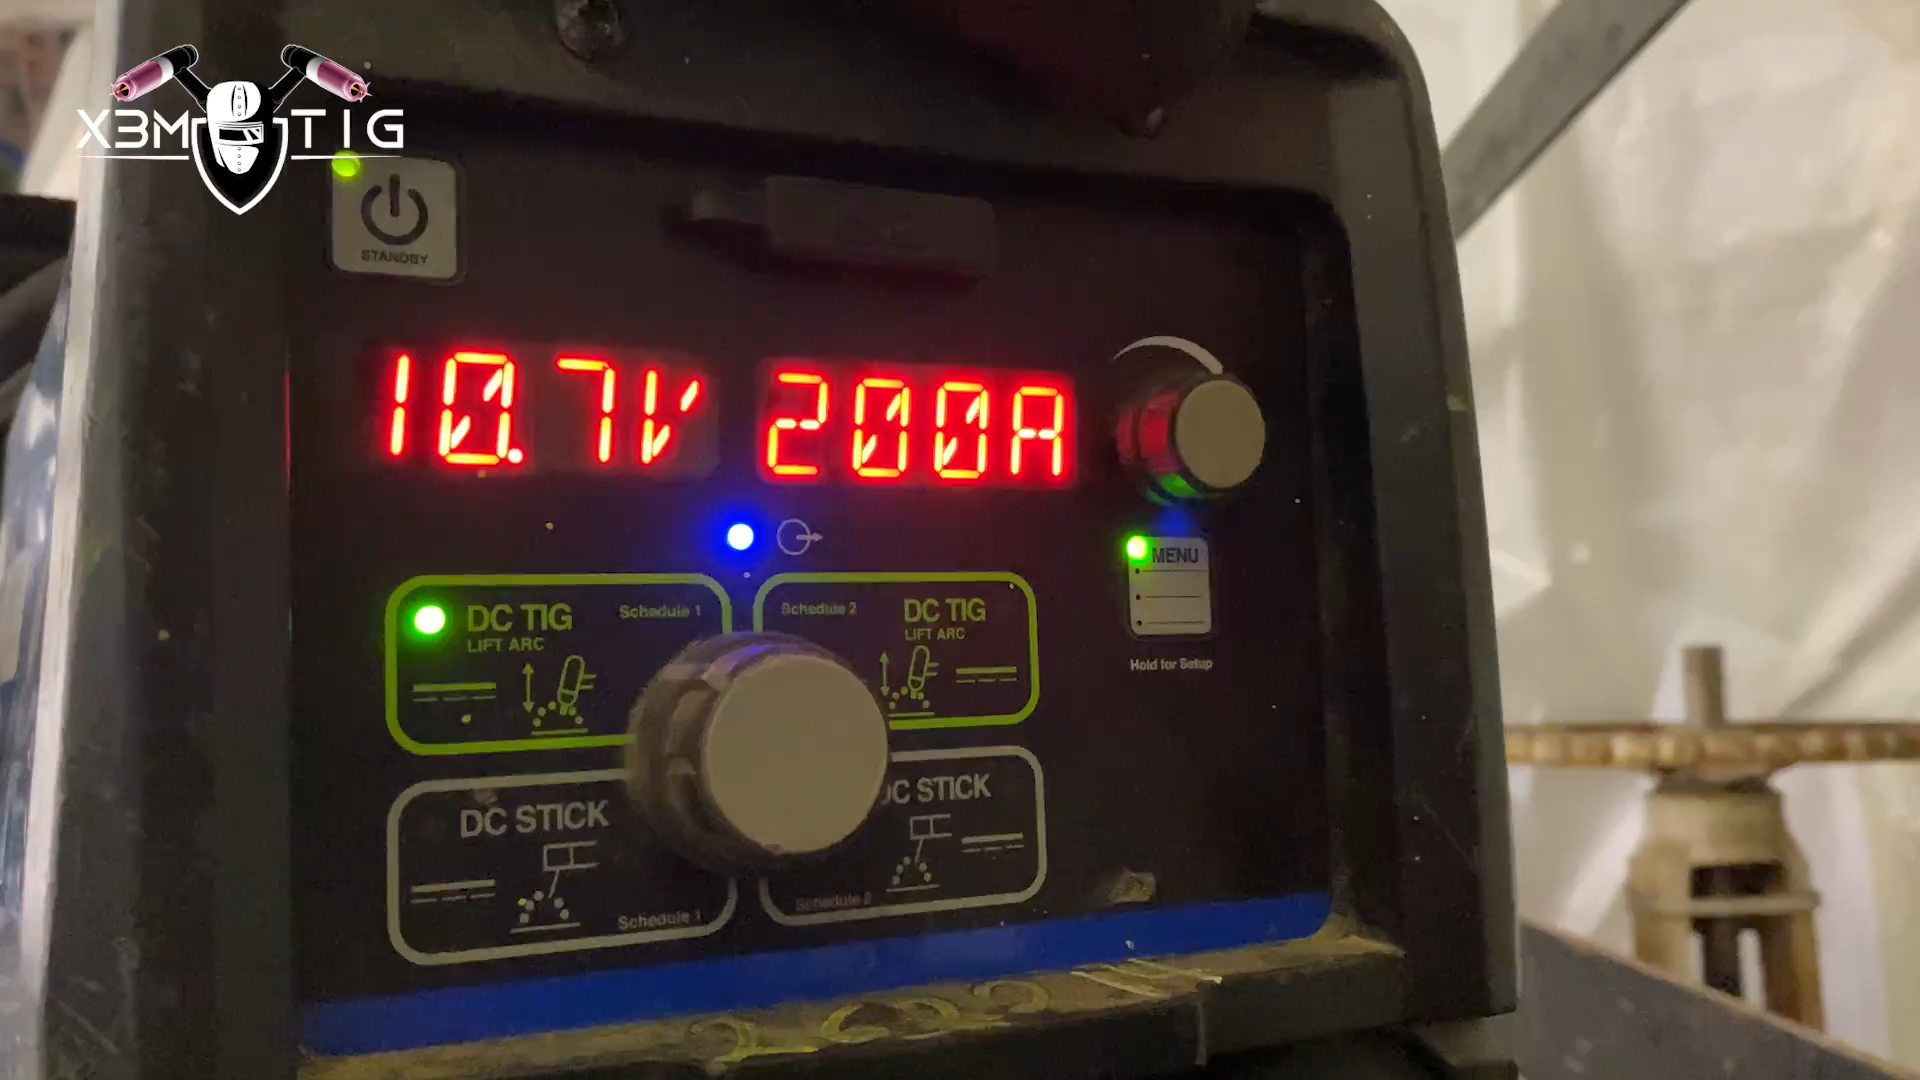 X3M TIG
STANDBY
10.7V 200A
MENU
Hold for Setup
DC TIG Schedule 1
LIFT ARC
Schedule 2 DC TIG
LIFT ARC
DC STICK
Schedule 1
DC STICK
Schedule 2